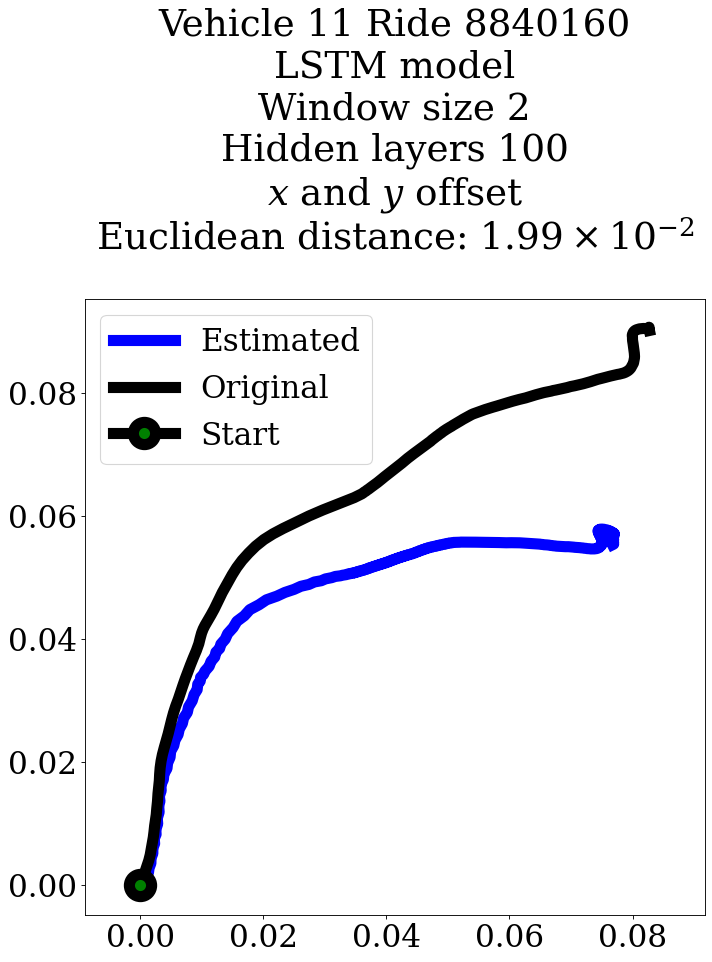 Vehicle 11 Ride 8840160
LSTM model
Window size 2
Hidden layers 100
x and y offset
Euclidean distance: 1.99 × 10⁻²
Estimated
Original
Start
0.08
0.06
0.04
0.02
0.00
0.00 0.02 0.04 0.06 0.08